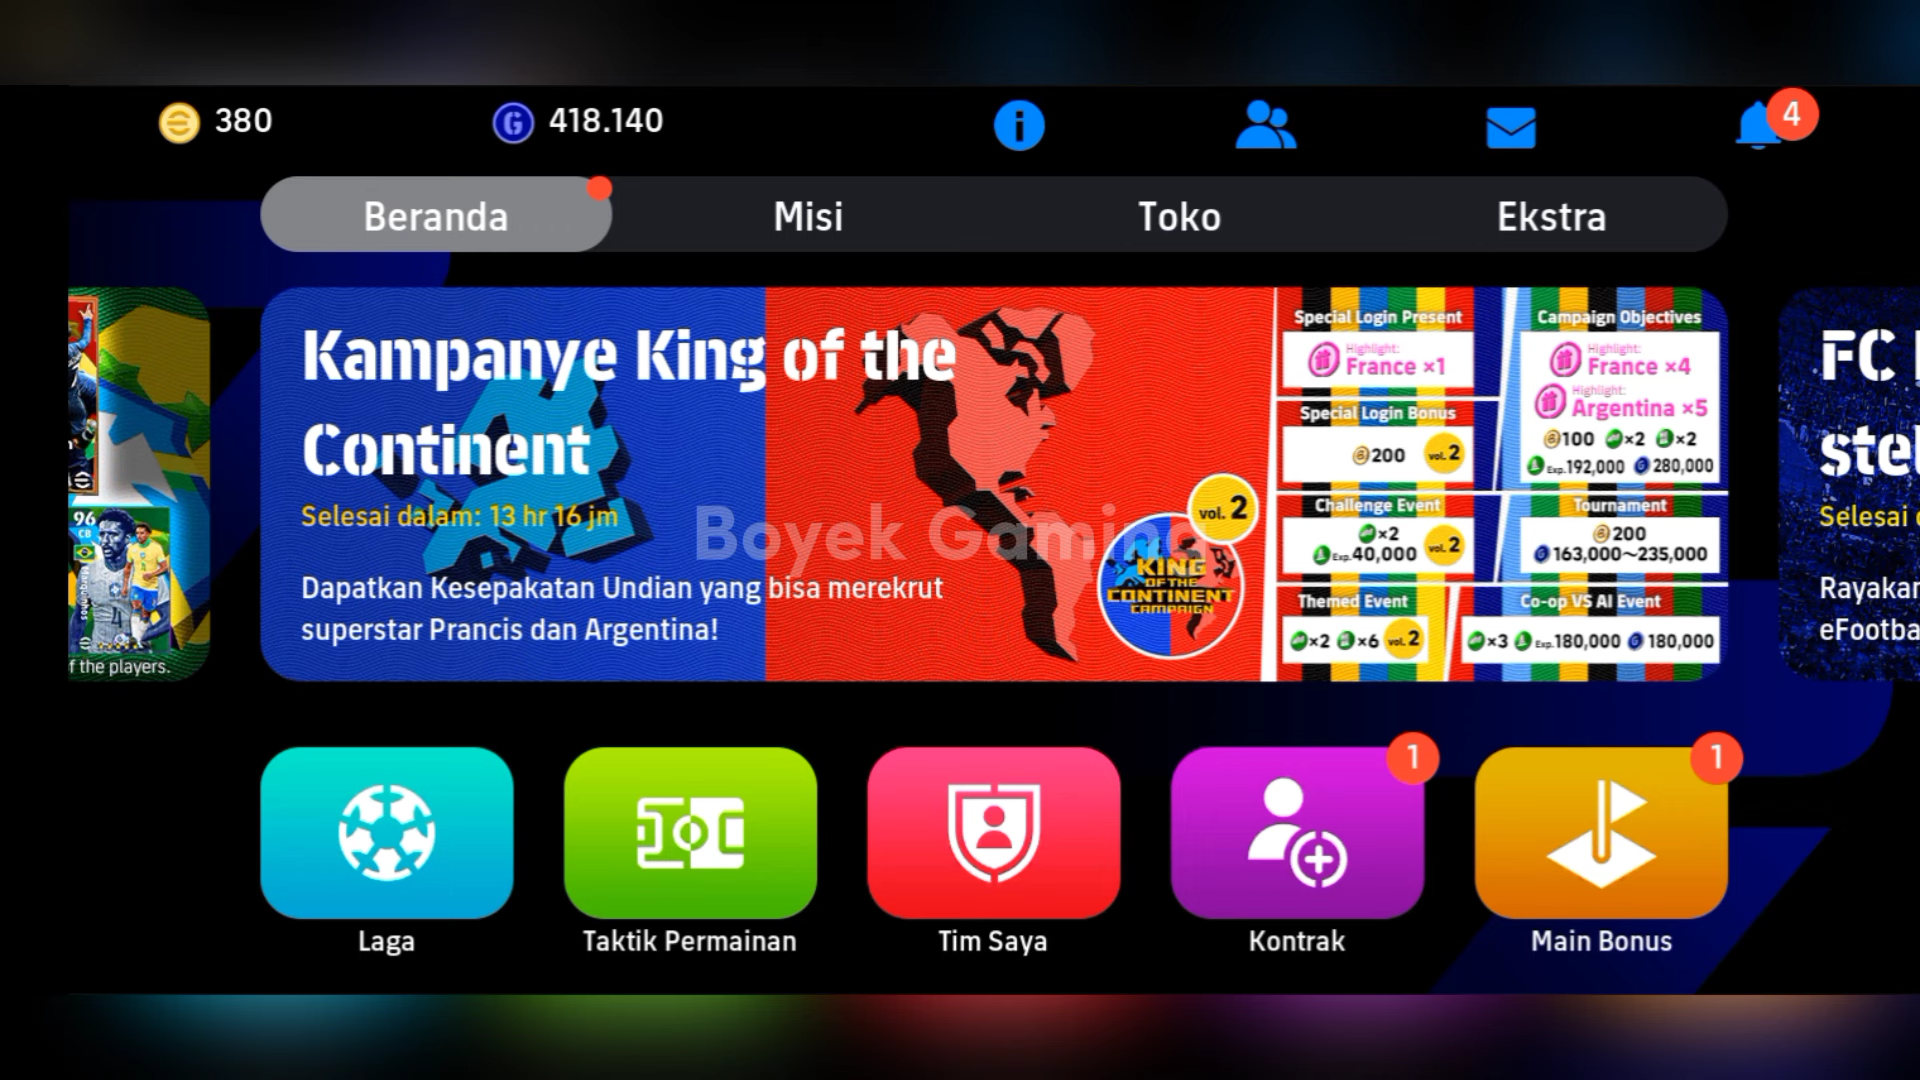 380
418.140
4
Beranda
Misi
Toko
Ekstra
96
CB
Marquinhos
f the players.
Kampanye King of the
Continent
Selesai dalam: 13 hr 16 jm
Dapatkan Kesepakatan Undian yang bisa merekrut
superstar Prancis dan Argentina!
Boyek Gaming
vol. 2
KING
OF THE
CONTINENT
CAMPAIGN
Special Login Present
Highlight:
France ×1
Special Login Bonus
200 vol. 2
Challenge Event
×2
Exp.40,000 vol. 2
Themed Event
×2 ×6 vol. 2
Campaign Objectives
Highlight:
France ×4
Highlight:
Argentina ×5
100 ×2 ×2
Exp.192,000 280,000
Tournament
200
163,000~235,000
Co-op VS AI Event
×3 Exp.180,000 180,000
FC
stel
Selesai
Rayakan
eFootba
Laga
Taktik Permainan
Tim Saya
1
Kontrak
1
Main Bonus